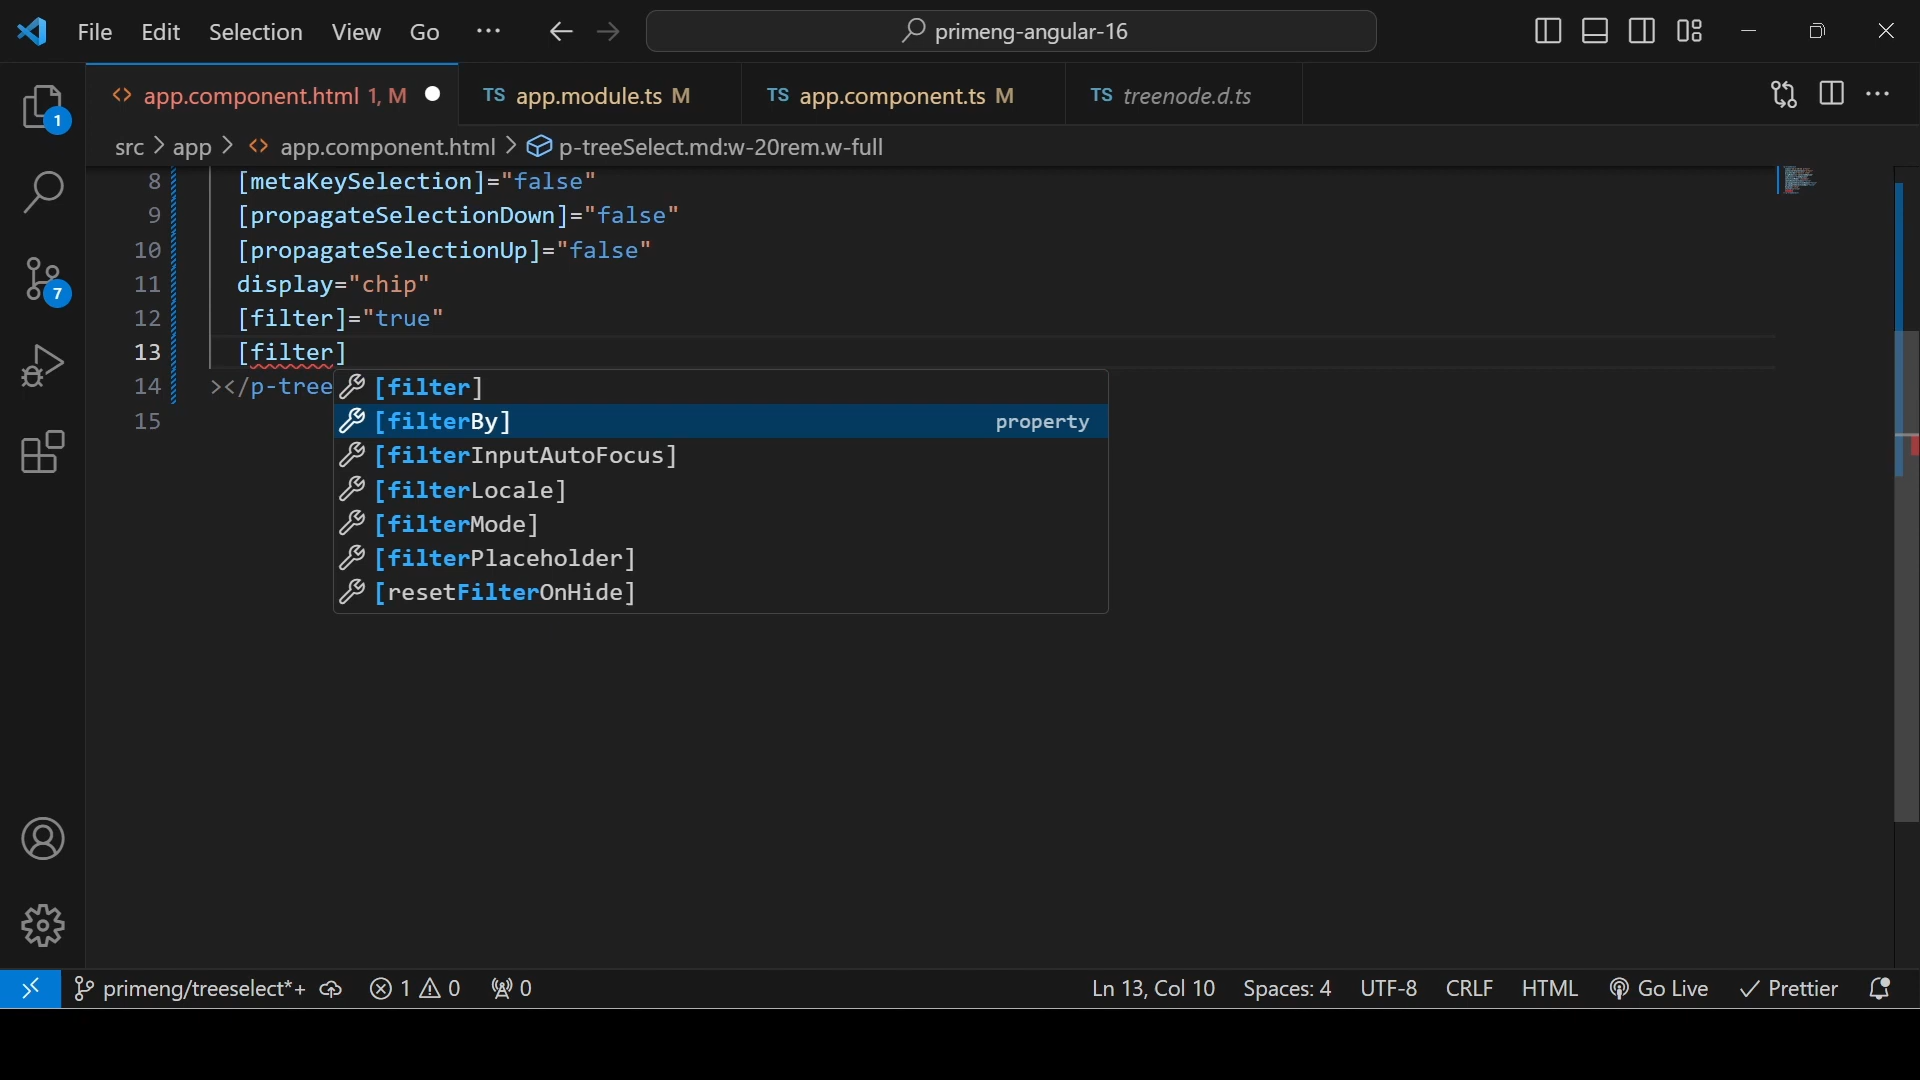 File Edit Selection View Go ··· primeng-angular-16
1
<> app.component.html 1, M TS app.module.ts M TS app.component.ts M TS treenode.d.ts
src > app > <> app.component.html > p-treeSelect.md:w-20rem.w-full
8 [metaKeySelection]="false"
9 [propagateSelectionDown]="false"
10 [propagateSelectionUp]="false"
11 display="chip"
12 [filter]="true"
13 [filter]
14 ></p-tree
15
[filter]
[filterBy] property
[filterInputAutoFocus]
[filterLocale]
[filterMode]
[filterPlaceholder]
[resetFilterOnHide]
7
primeng/treeselect*+ 1 0 0 Ln 13, Col 10 Spaces: 4 UTF-8 CRLF HTML Go Live Prettier